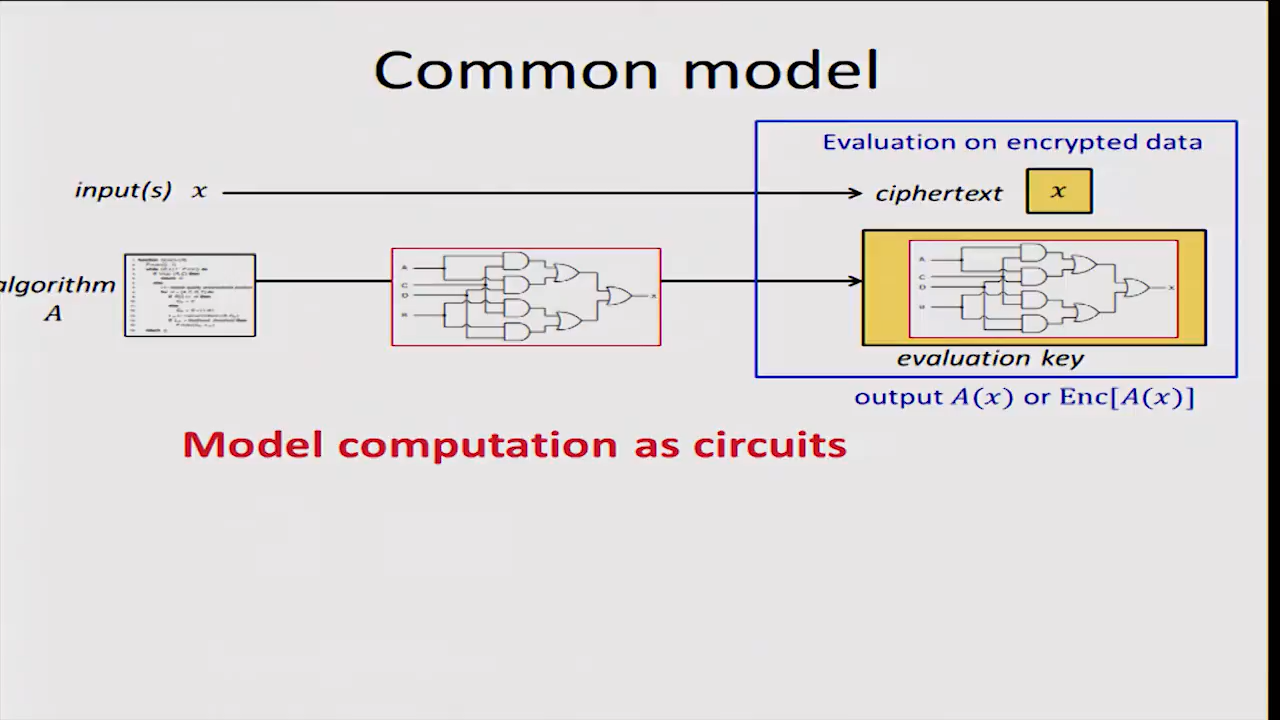 Common model
Evaluation on encrypted data
input(s) x
ciphertext x
algorithm
A
A
C
D
x
A
C
D
x
evaluation key
output A(x) or Enc[A(x)]
Model computation as circuits